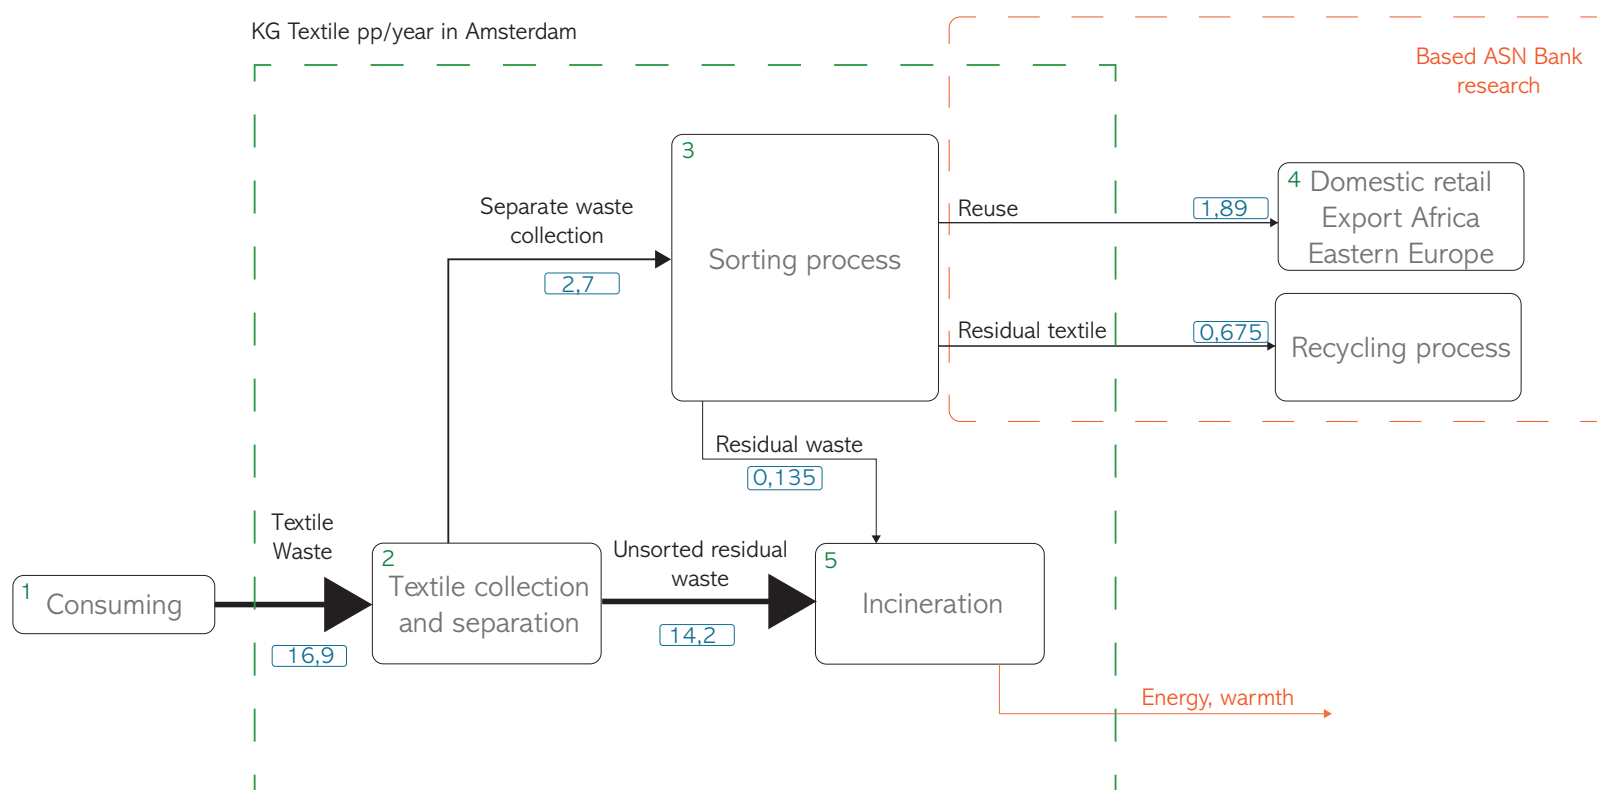 KG Textile pp/year in Amsterdam
Based ASN Bank
research
3
Sorting process
Separate waste
collection
2,7
Reuse
1,89
4 Domestic retail
Export Africa
Eastern Europe
Residual textile
0,675
Recycling process
Residual waste
0,135
Textile
Waste
16,9
1
Consuming
2
Textile collection
and separation
Unsorted residual
waste
14,2
5
Incineration
Energy, warmth